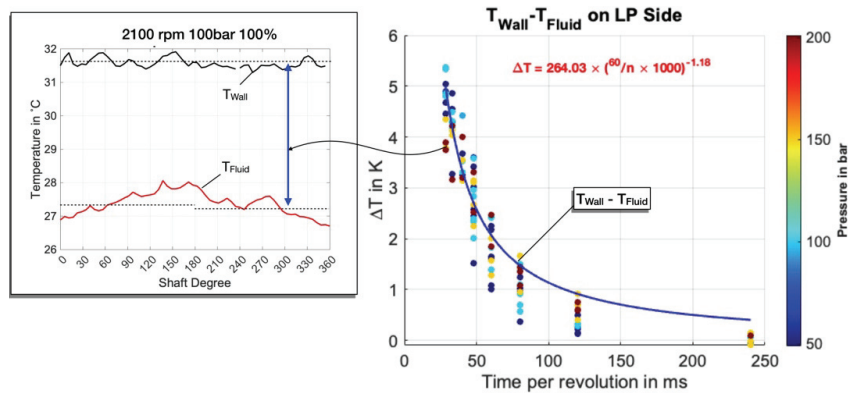 2100 rpm 100bar 100%
32
31
30
29
28
27
26
Temperature in °C
T_Wall
T_Fluid
0 30 60 90 120 150 180 210 240 270 300 330 360
Shaft Degree
T_Wall-T_Fluid on LP Side
ΔT = 264.03 × (^60/n × 1000)^-1.18
6
5
4
3
2
1
0
ΔT in K
T_Wall - T_Fluid
0 50 100 150 200 250
Time per revolution in ms
200
150
100
50
Pressure in bar